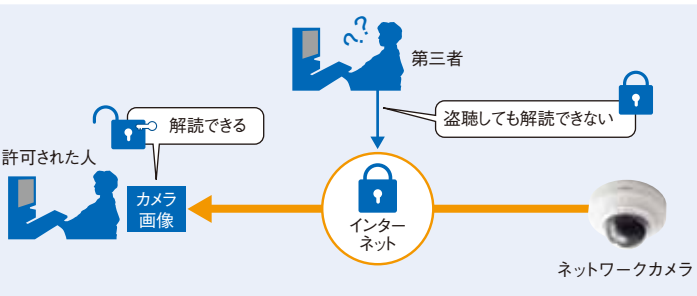 ??
?
第三者
解読できる
盗聴しても解読できない
許可された人
カメラ
画像
インター
ネット
ネットワークカメラ